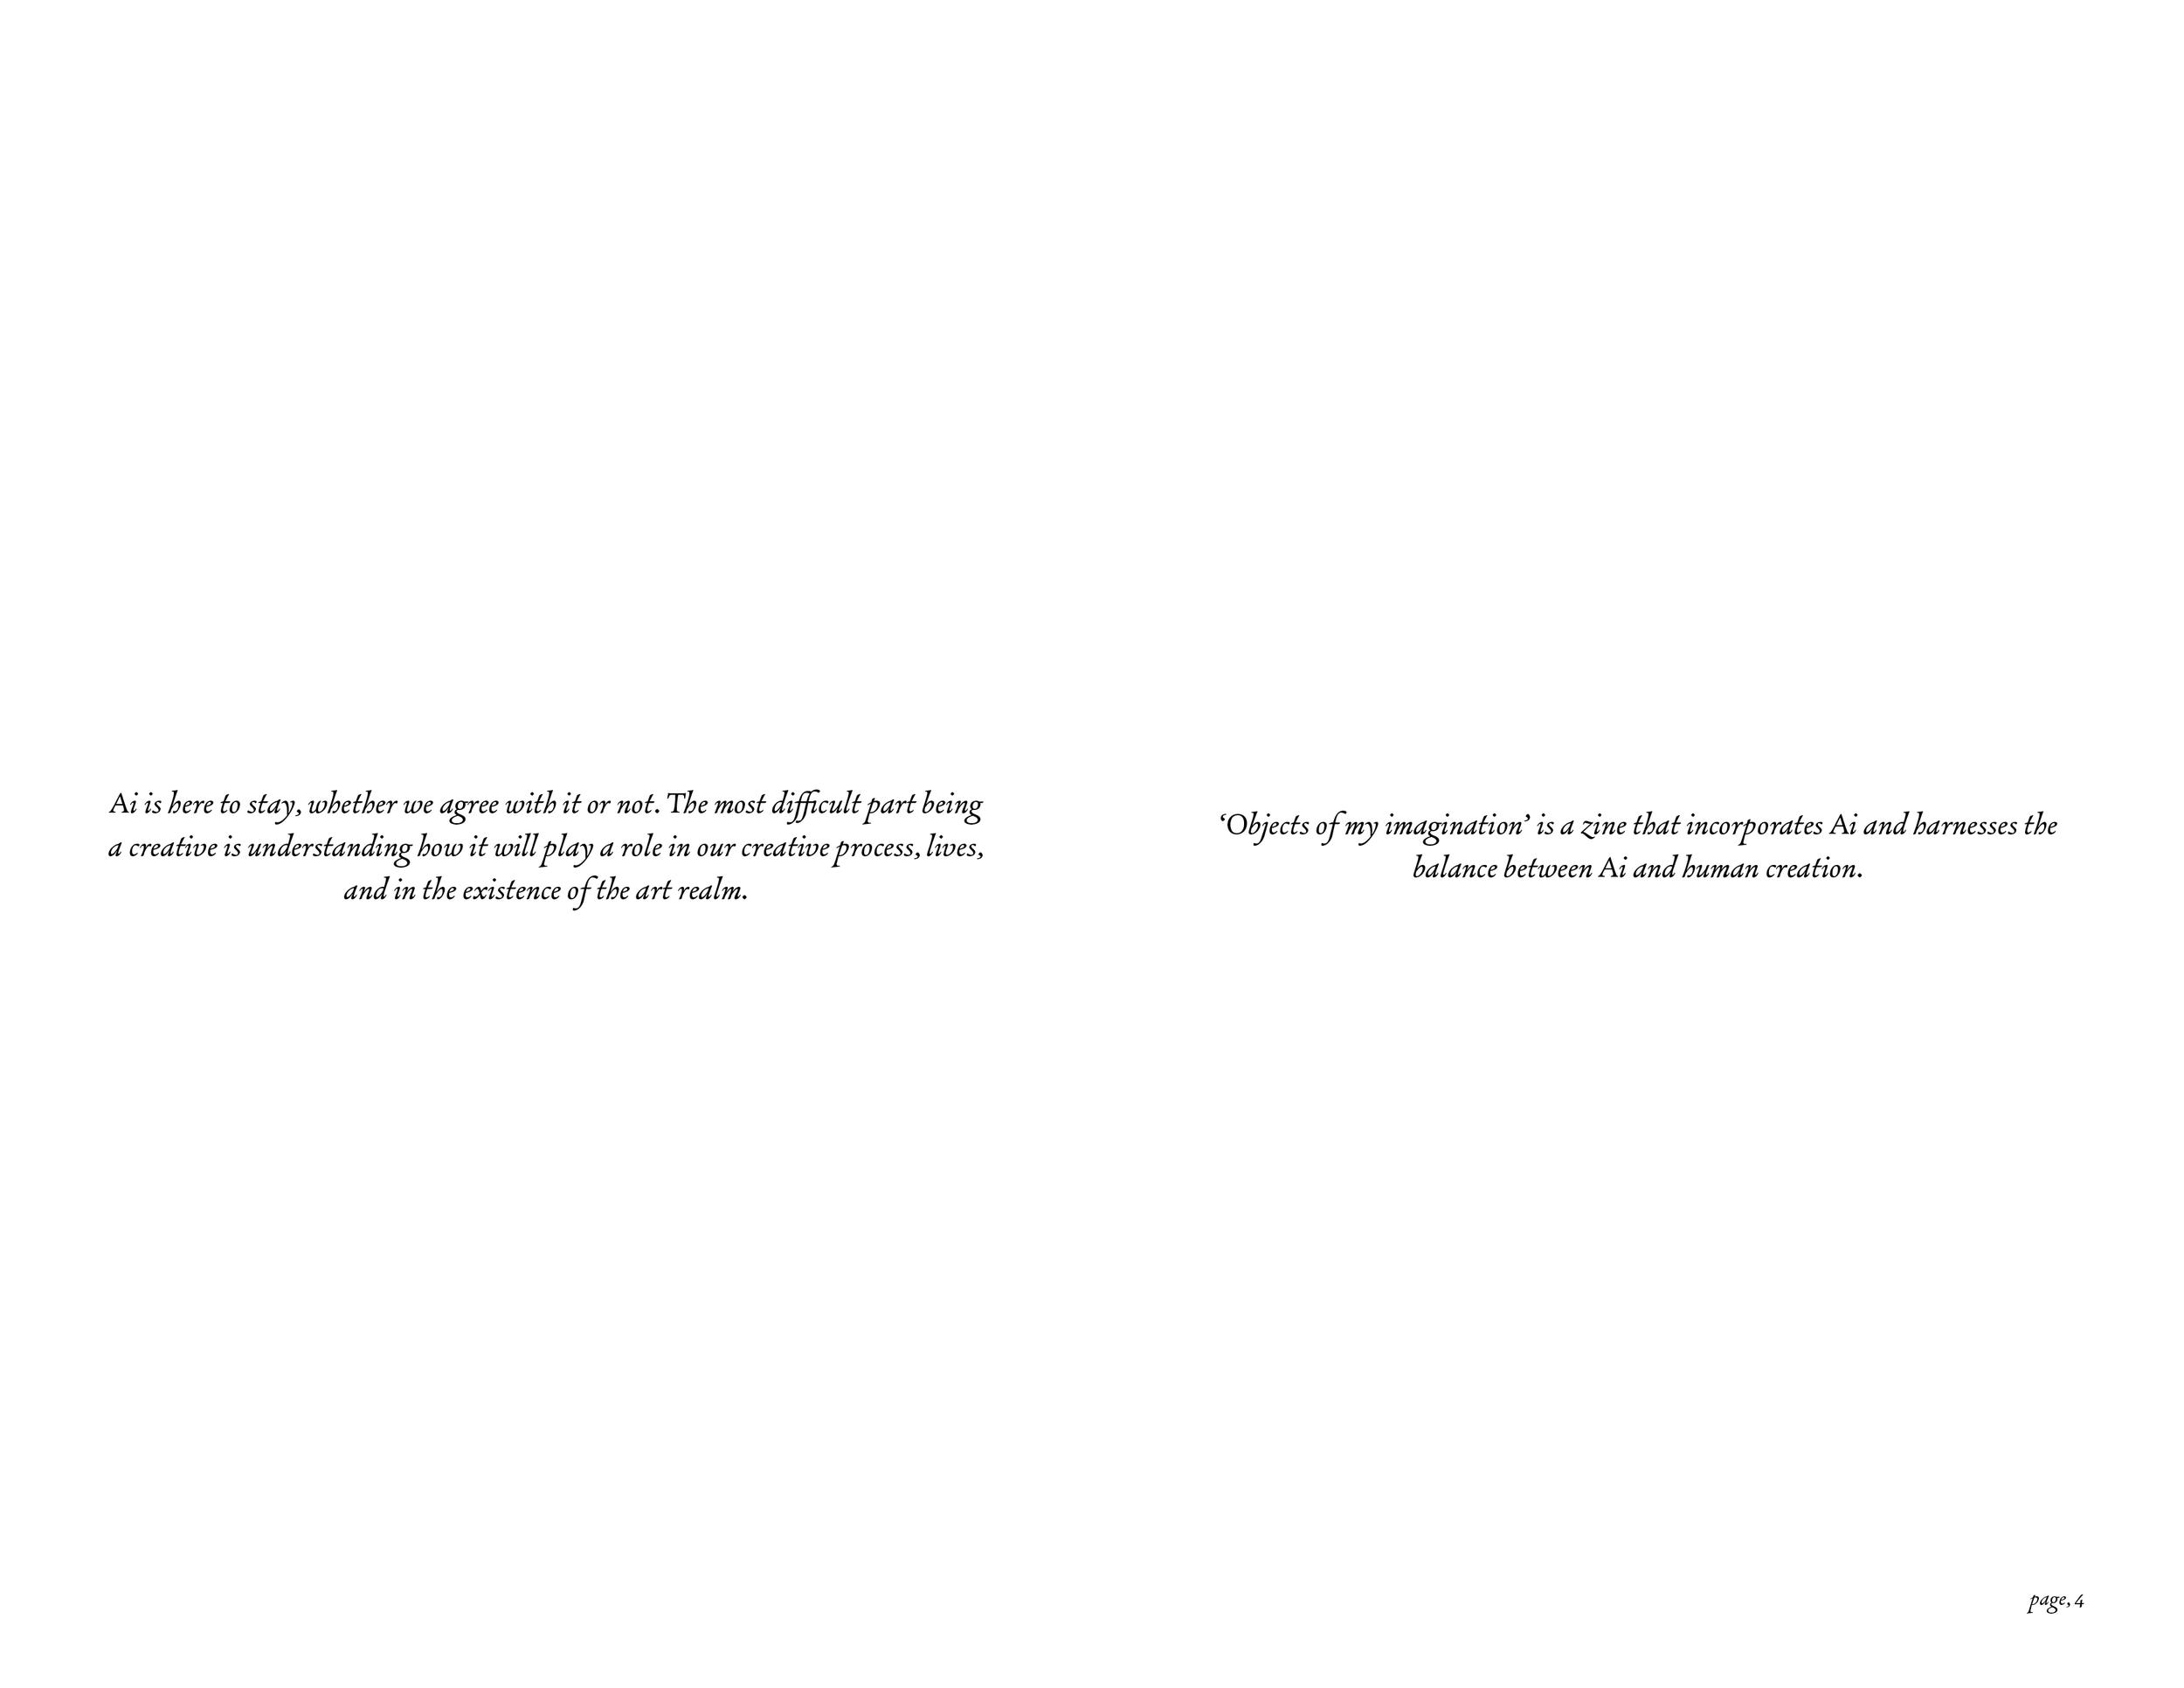 Ai is here to stay, whether we agree with it or not. The most difficult part being
a creative is understanding how it will play a role in our creative process, lives,
and in the existence of the art realm.
‘Objects of my imagination’ is a zine that incorporates Ai and harnesses the
balance between Ai and human creation.
page, 4